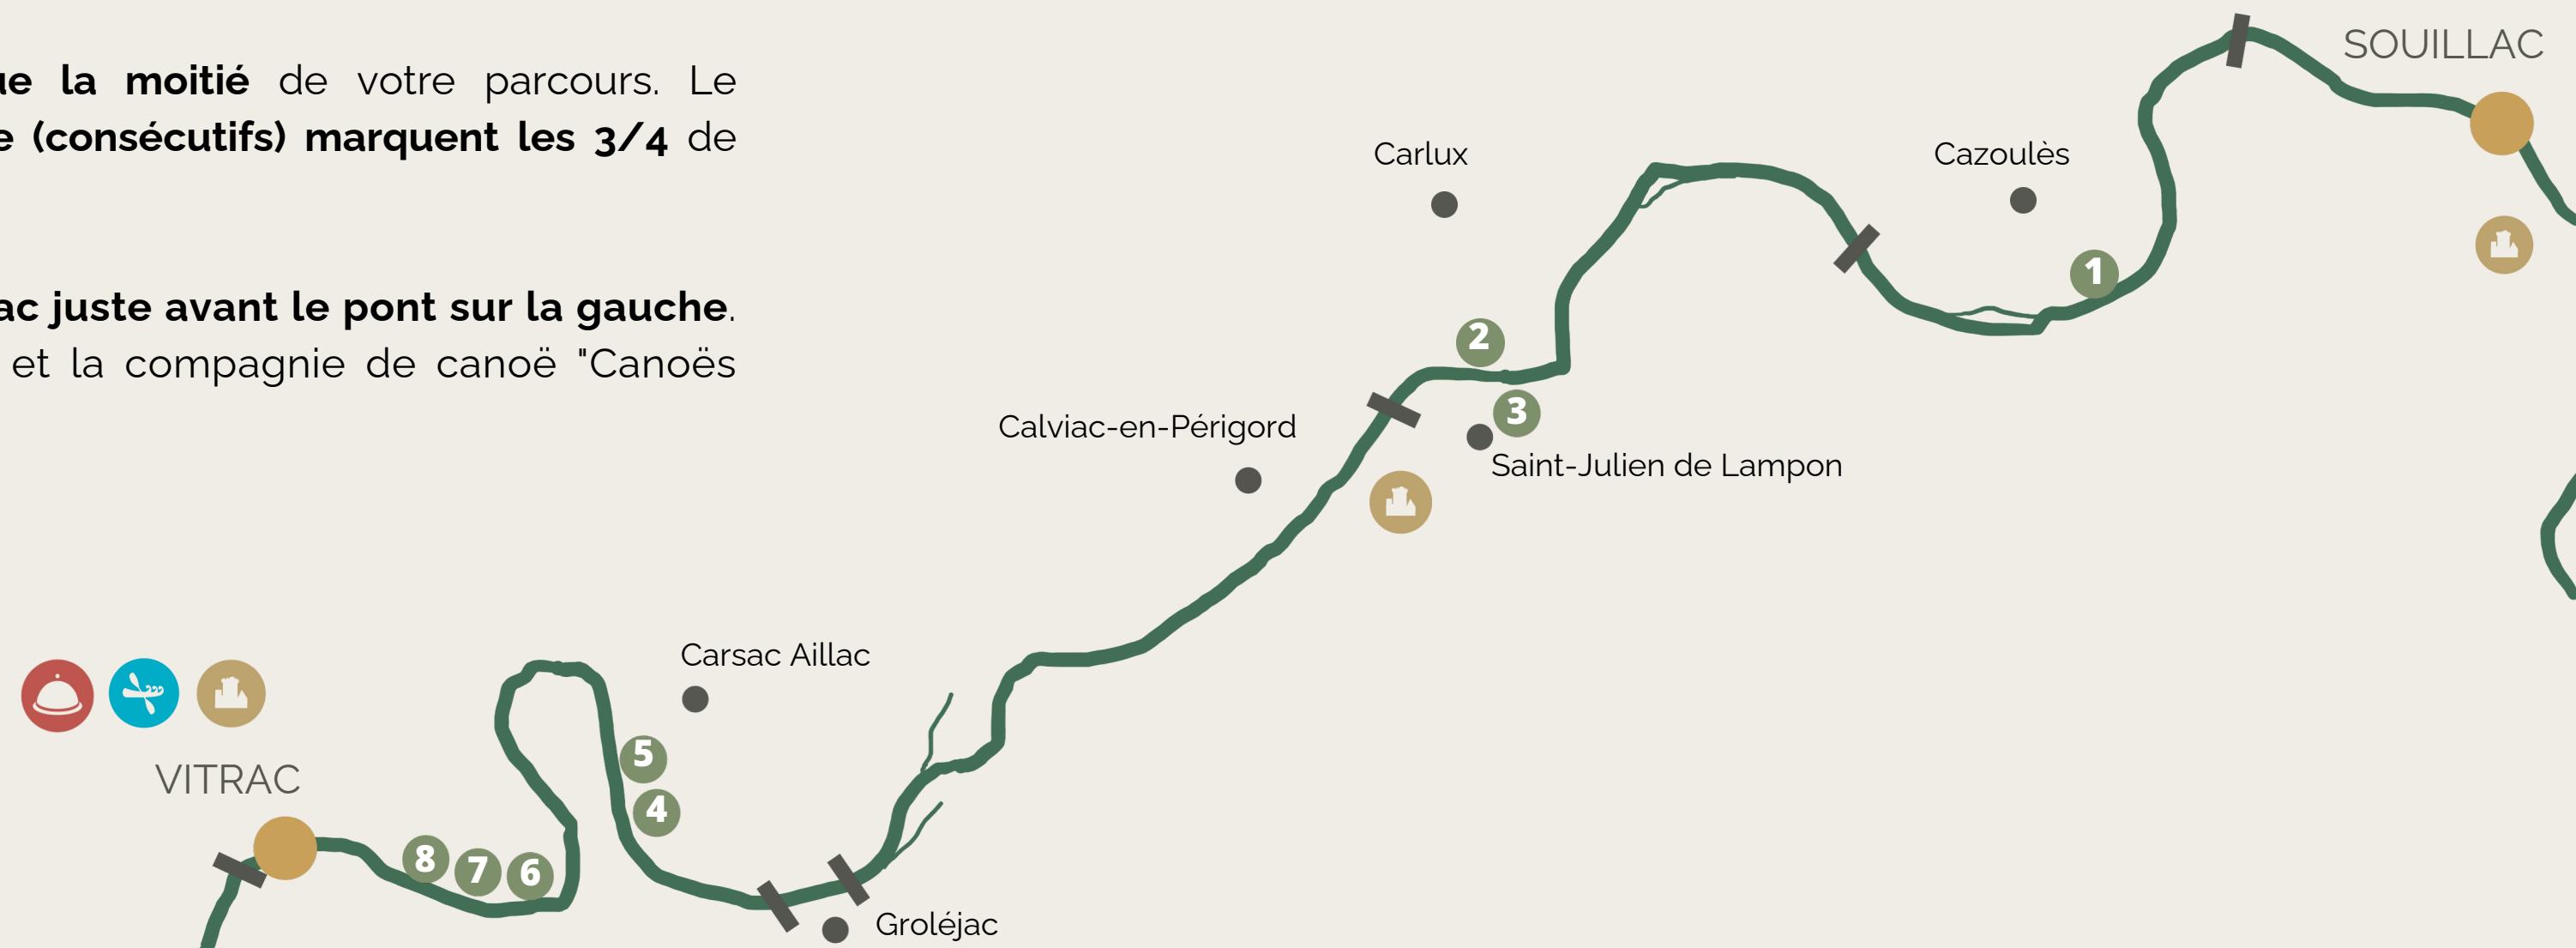 ue la moitié de votre parcours. Le
e (consécutifs) marquent les 3/4 de
ac juste avant le pont sur la gauche.
et la compagnie de canoë "Canoës
SOUILLAC
Carlux
Cazoulès
1
2
3
Calviac-en-Périgord
Saint-Julien de Lampon
Carsac Aillac
5
4
VITRAC
8
7
6
Groléjac